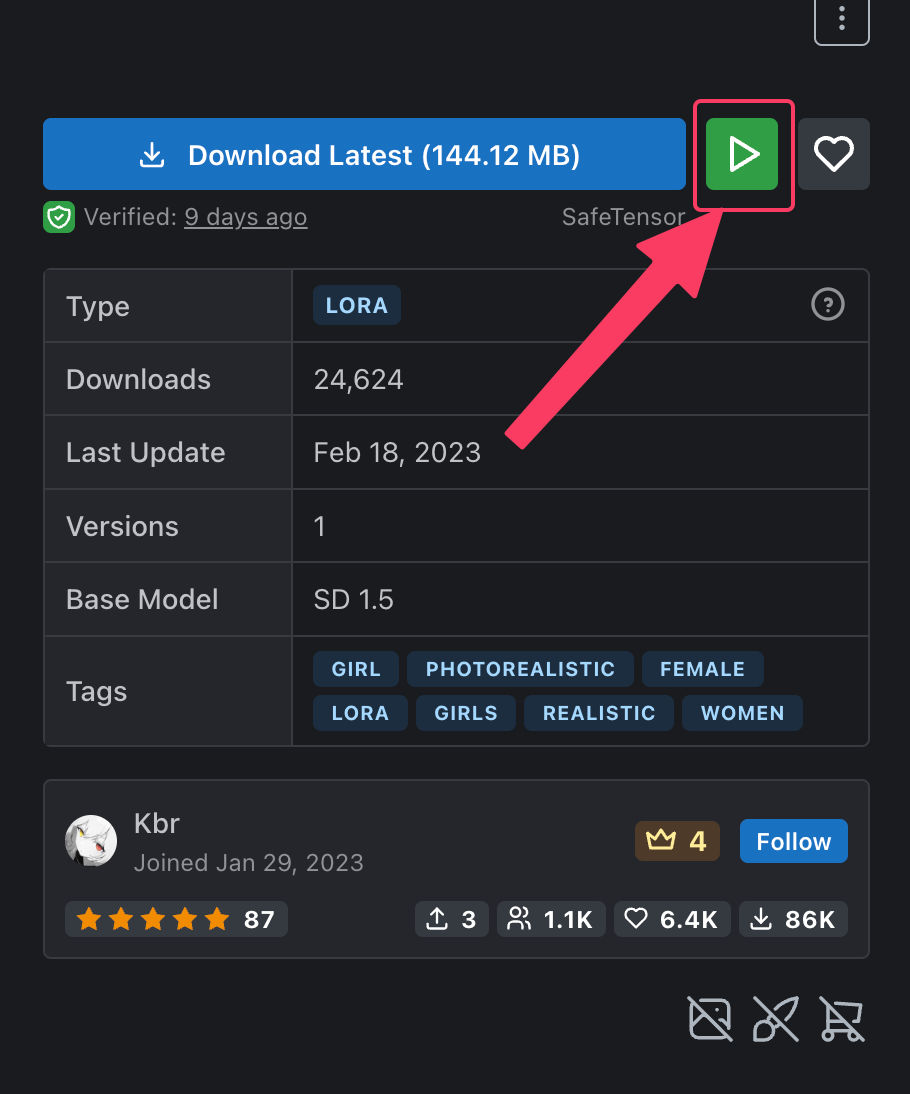 Download Latest (144.12 MB)
Verified: 9 days ago SafeTensor
Type LORA ?
Downloads 24,624
Last Update Feb 18, 2023
Versions 1
Base Model SD 1.5
Tags GIRL PHOTOREALISTIC FEMALE
LORA GIRLS REALISTIC WOMEN
Kbr
Joined Jan 29, 2023
4 Follow
87 3 1.1K 6.4K 86K